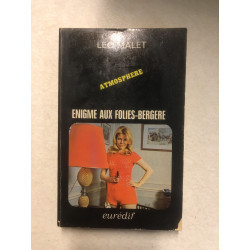 LEO MALET
ATMOSPHERE
ENIGME AUX FOLIES-BERGERE
eurédif